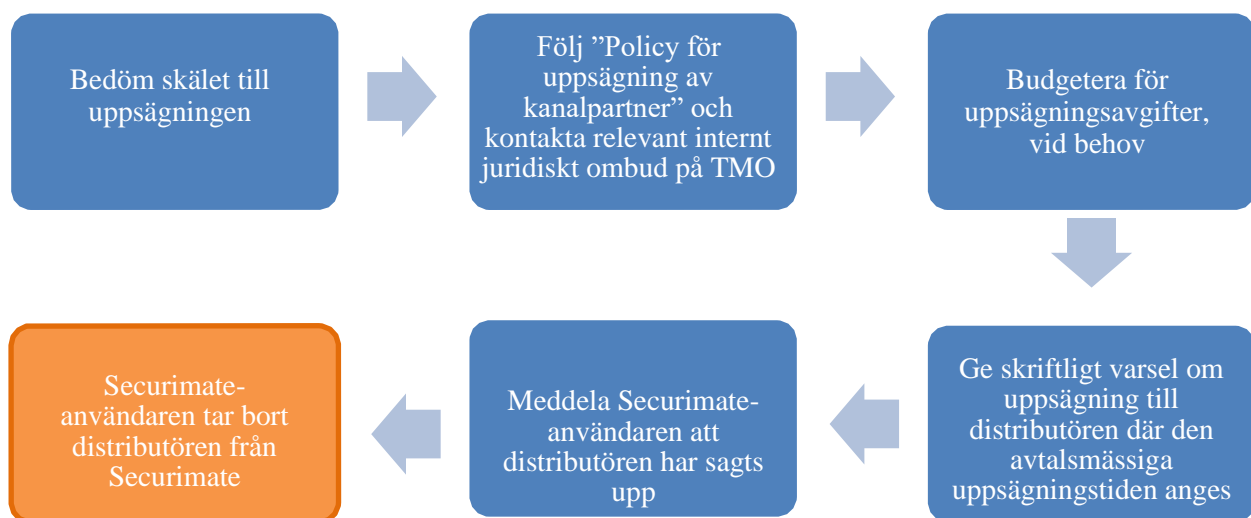 Bedöm skälet till
uppsägningen
Följ ”Policy för
uppsägning av
kanalpartner” och
kontakta relevant internt
juridiskt ombud på TMO
Budgetera för
uppsägningsavgifter,
vid behov
Ge skriftligt varsel om
uppsägning till
distributören där den
avtalsmässiga
uppsägningstiden anges
Meddela Securimate-
användaren att
distributören har sagts
upp
Securimate-
användaren tar bort
distributören från
Securimate